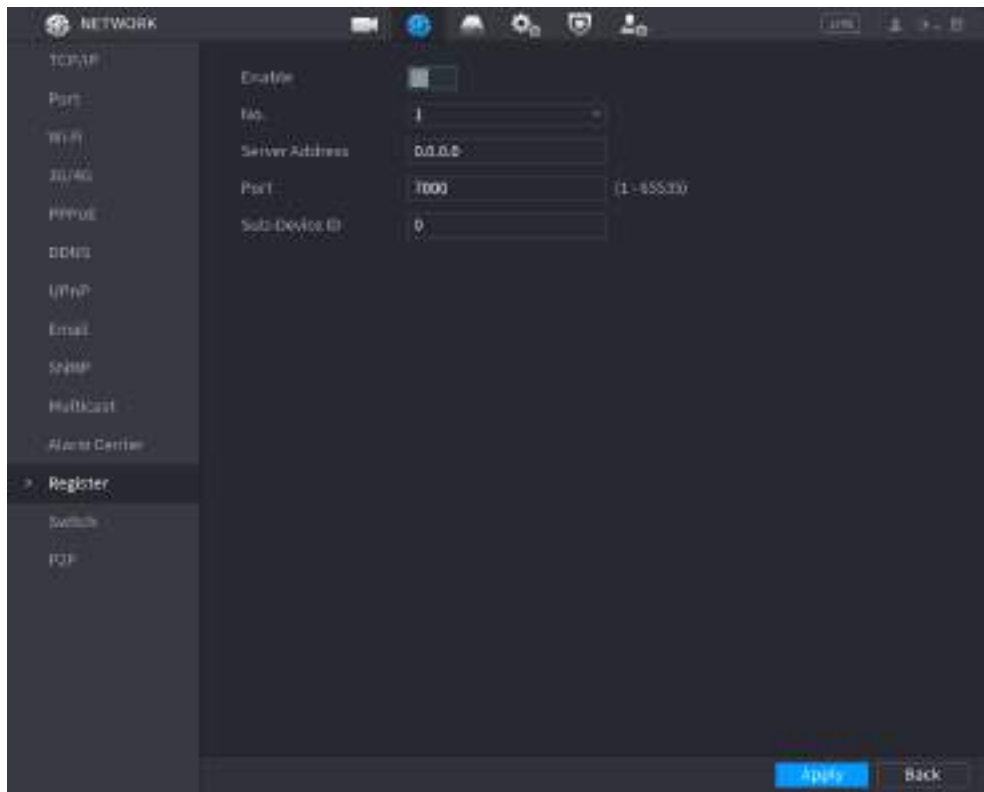 NETWORK
LIVE
TCP/IP
Port
Wi-Fi
3G/4G
PPPoE
DDNS
UPnP
Email
SNMP
Multicast
Alarm Center
Register
Switch
P2P
Enable
No. 1
Server Address 0.0.0.0
Port 7000 (1 - 65535)
Sub-Device ID 0
Apply Back